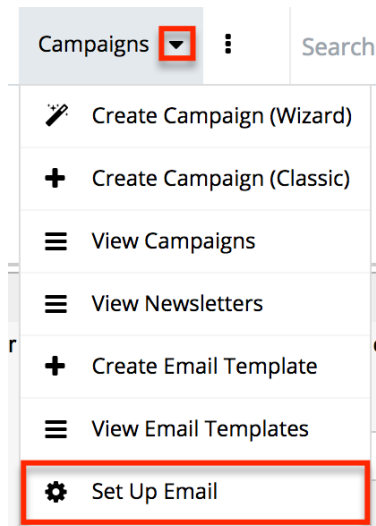 Campaigns
Search
Create Campaign (Wizard)
Create Campaign (Classic)
View Campaigns
View Newsletters
r
Create Email Template
View Email Templates
Set Up Email